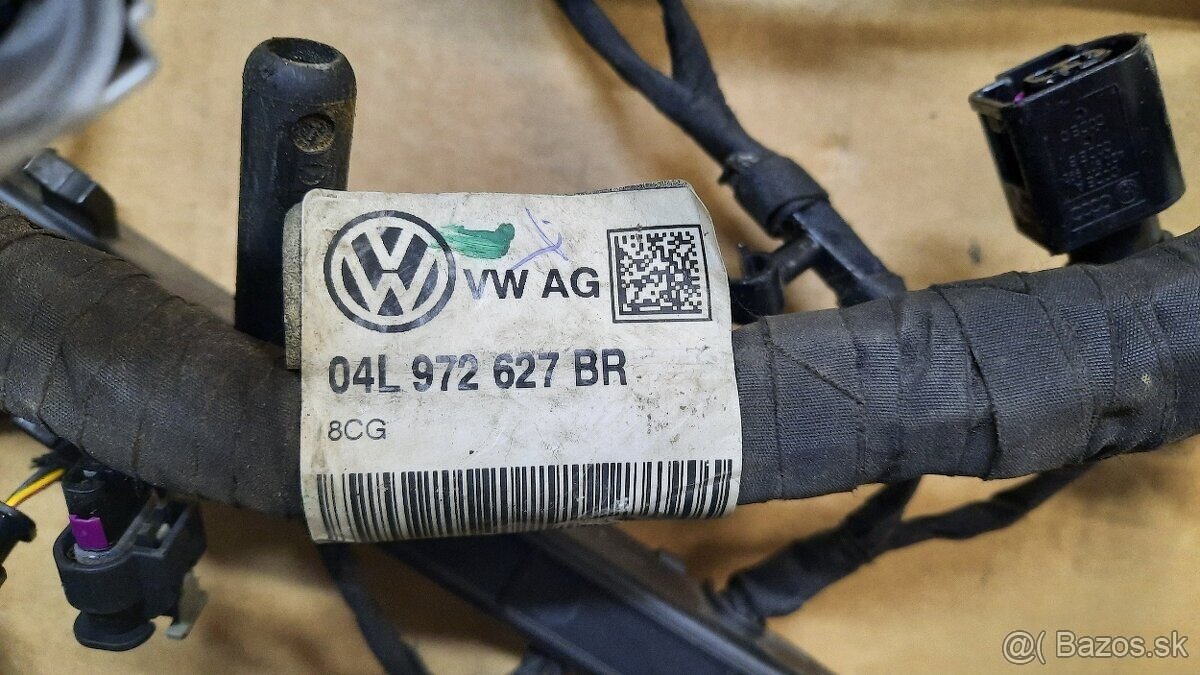 VW AG
04L 972 627 BR
8CG
@( Bazos.sk